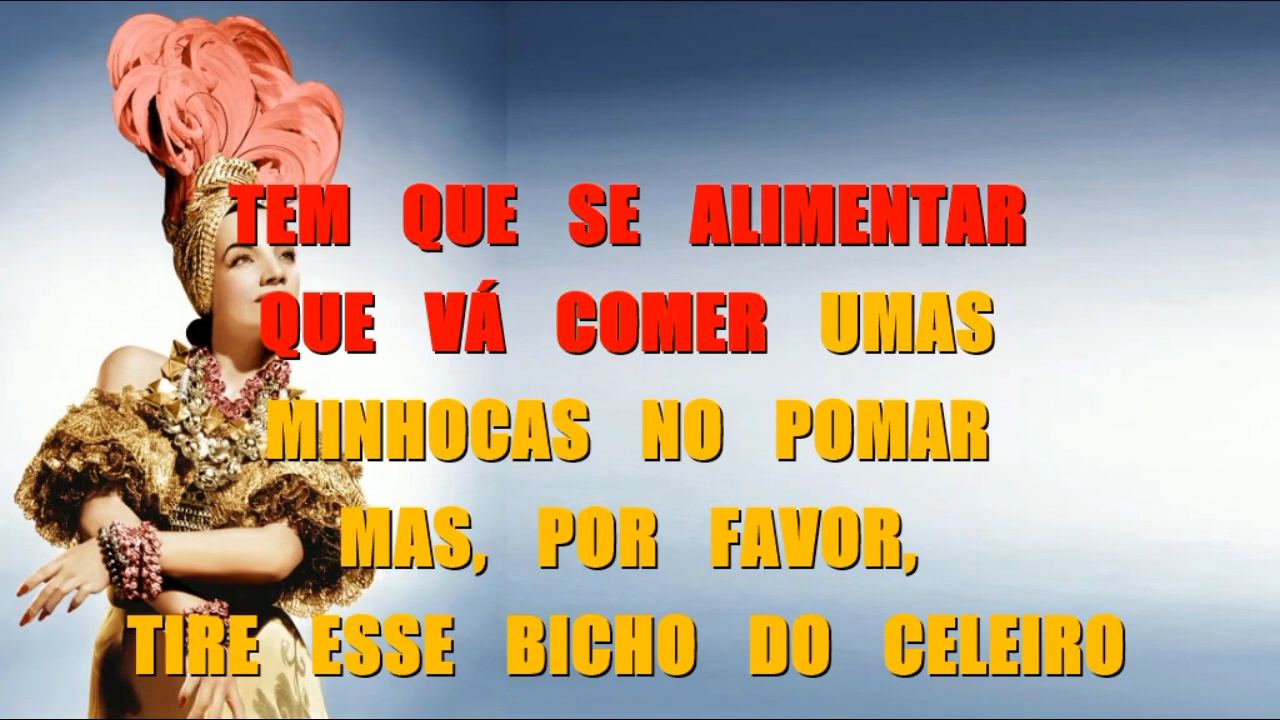 TEM QUE SE ALIMENTAR
QUE VÁ COMER UMAS
MINHOCAS NO POMAR
MAS, POR FAVOR,
TIRE ESSE BICHO DO CELEIRO